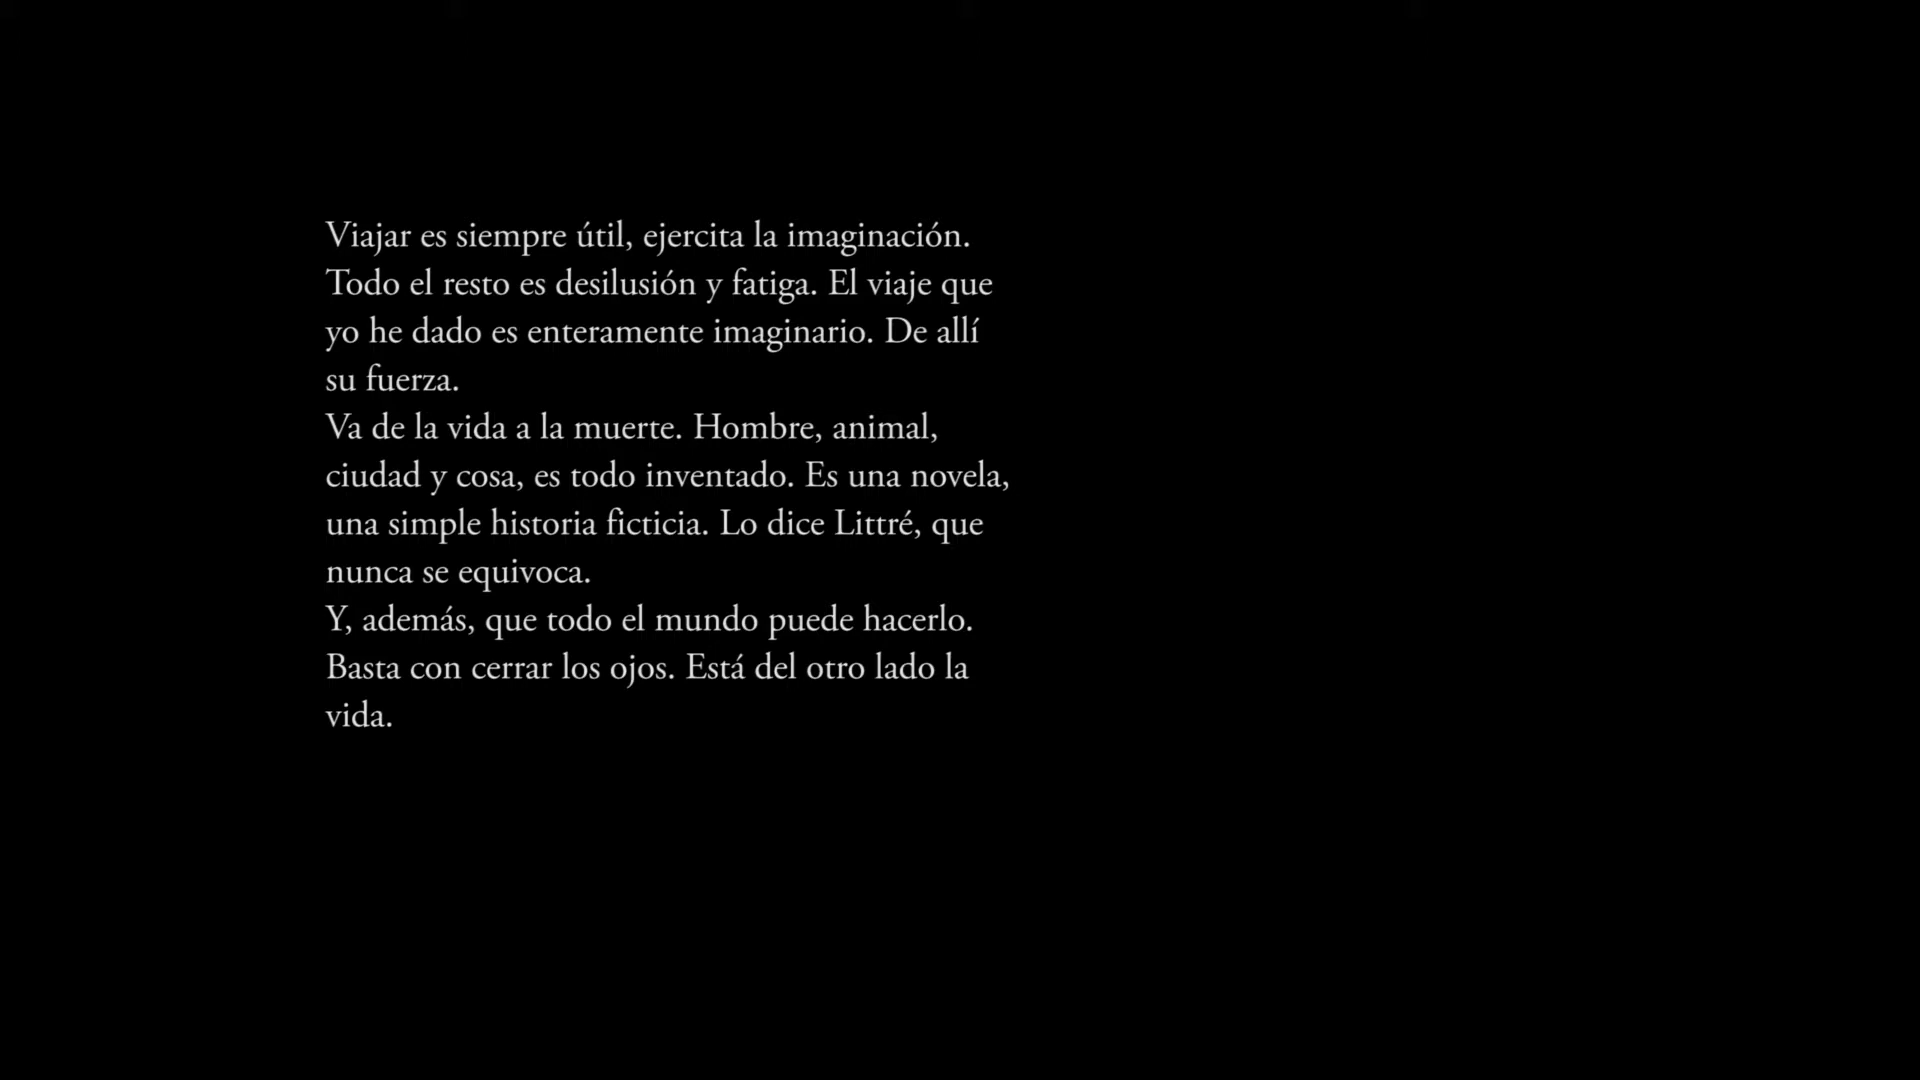 Viajar es siempre útil, ejercita la imaginación.
Todo el resto es desilusión y fatiga. El viaje que
yo he dado es enteramente imaginario. De allí
su fuerza.
Va de la vida a la muerte. Hombre, animal,
ciudad y cosa, es todo inventado. Es una novela,
una simple historia ficticia. Lo dice Littré, que
nunca se equivoca.
Y, además, que todo el mundo puede hacerlo.
Basta con cerrar los ojos. Está del otro lado la
vida.